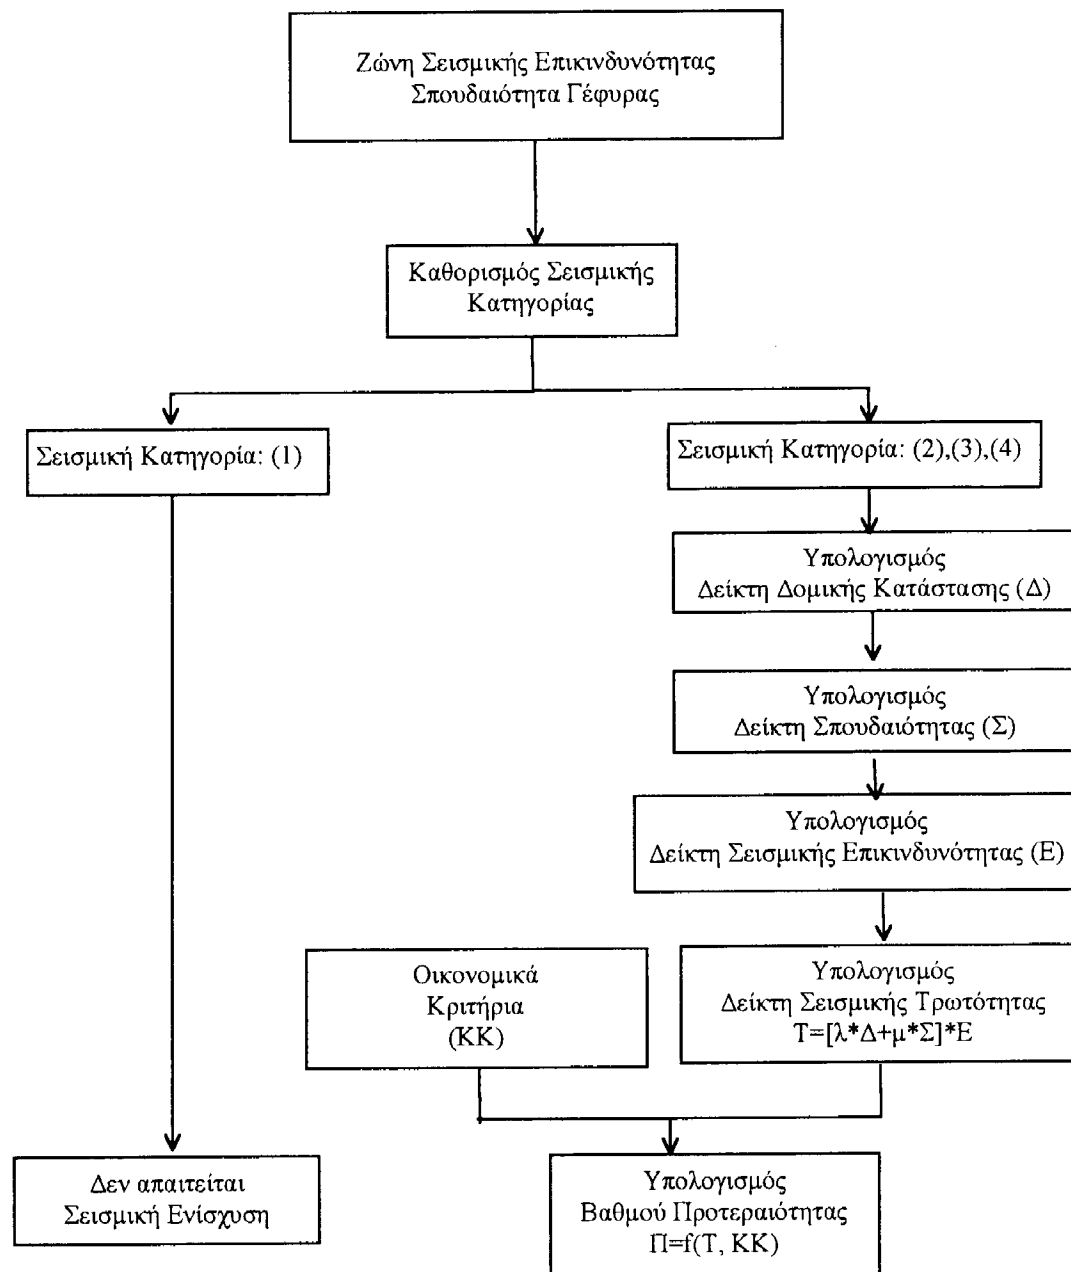 Ζώνη Σεισμικής Επικινδυνότητας
Σπουδαιότητα Γέφυρας
Καθορισμός Σεισμικής
Κατηγορίας
Σεισμική Κατηγορία: (1)
Σεισμική Κατηγορία: (2),(3),(4)
Υπολογισμός
Δείκτη Δομικής Κατάστασης (Δ)
Υπολογισμός
Δείκτη Σπουδαιότητας (Σ)
Υπολογισμός
Δείκτη Σεισμικής Επικινδυνότητας (Ε)
Οικονομικά
Κριτήρια
(ΚΚ)
Υπολογισμός
Δείκτη Σεισμικής Τρωτότητας
Τ=[λ*Δ+μ*Σ]*Ε
Δεν απαιτείται
Σεισμική Ενίσχυση
Υπολογισμός
Βαθμού Προτεραιότητας
Π=f(Τ, ΚΚ)